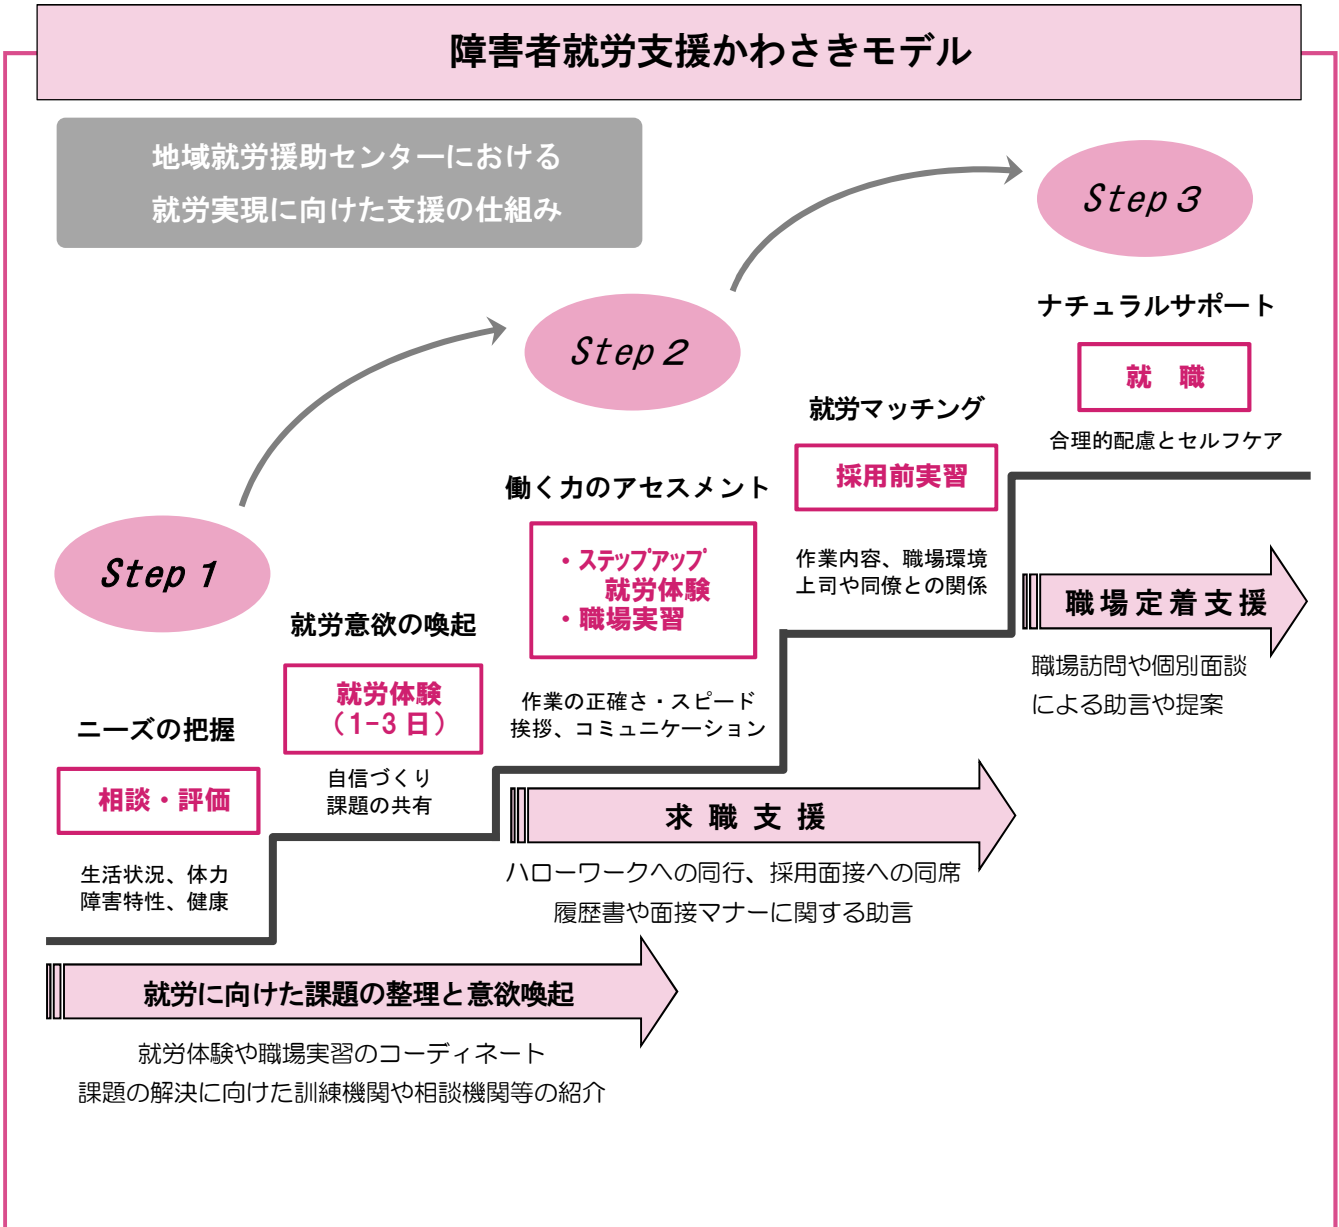 障害者就労支援かわさきモデル
地域就労援助センターにおける
就労実現に向けた支援の仕組み
Step 1
ニーズの把握
相談・評価
生活状況、体力
障害特性、健康
就労意欲の喚起
就労体験
（1-3 日）
自信づくり
課題の共有
Step 2
働く力のアセスメント
・ステップアップ
就労体験
・職場実習
作業の正確さ・スピード
挨拶、コミュニケーション
就労マッチング
採用前実習
作業内容、職場環境
上司や同僚との関係
Step 3
ナチュラルサポート
就　職
合理的配慮とセルフケア
職場定着支援
職場訪問や個別面談
による助言や提案
求 職 支 援
ハローワークへの同行、採用面接への同席
履歴書や面接マナーに関する助言
就労に向けた課題の整理と意欲喚起
就労体験や職場実習のコーディネート
課題の解決に向けた訓練機関や相談機関等の紹介